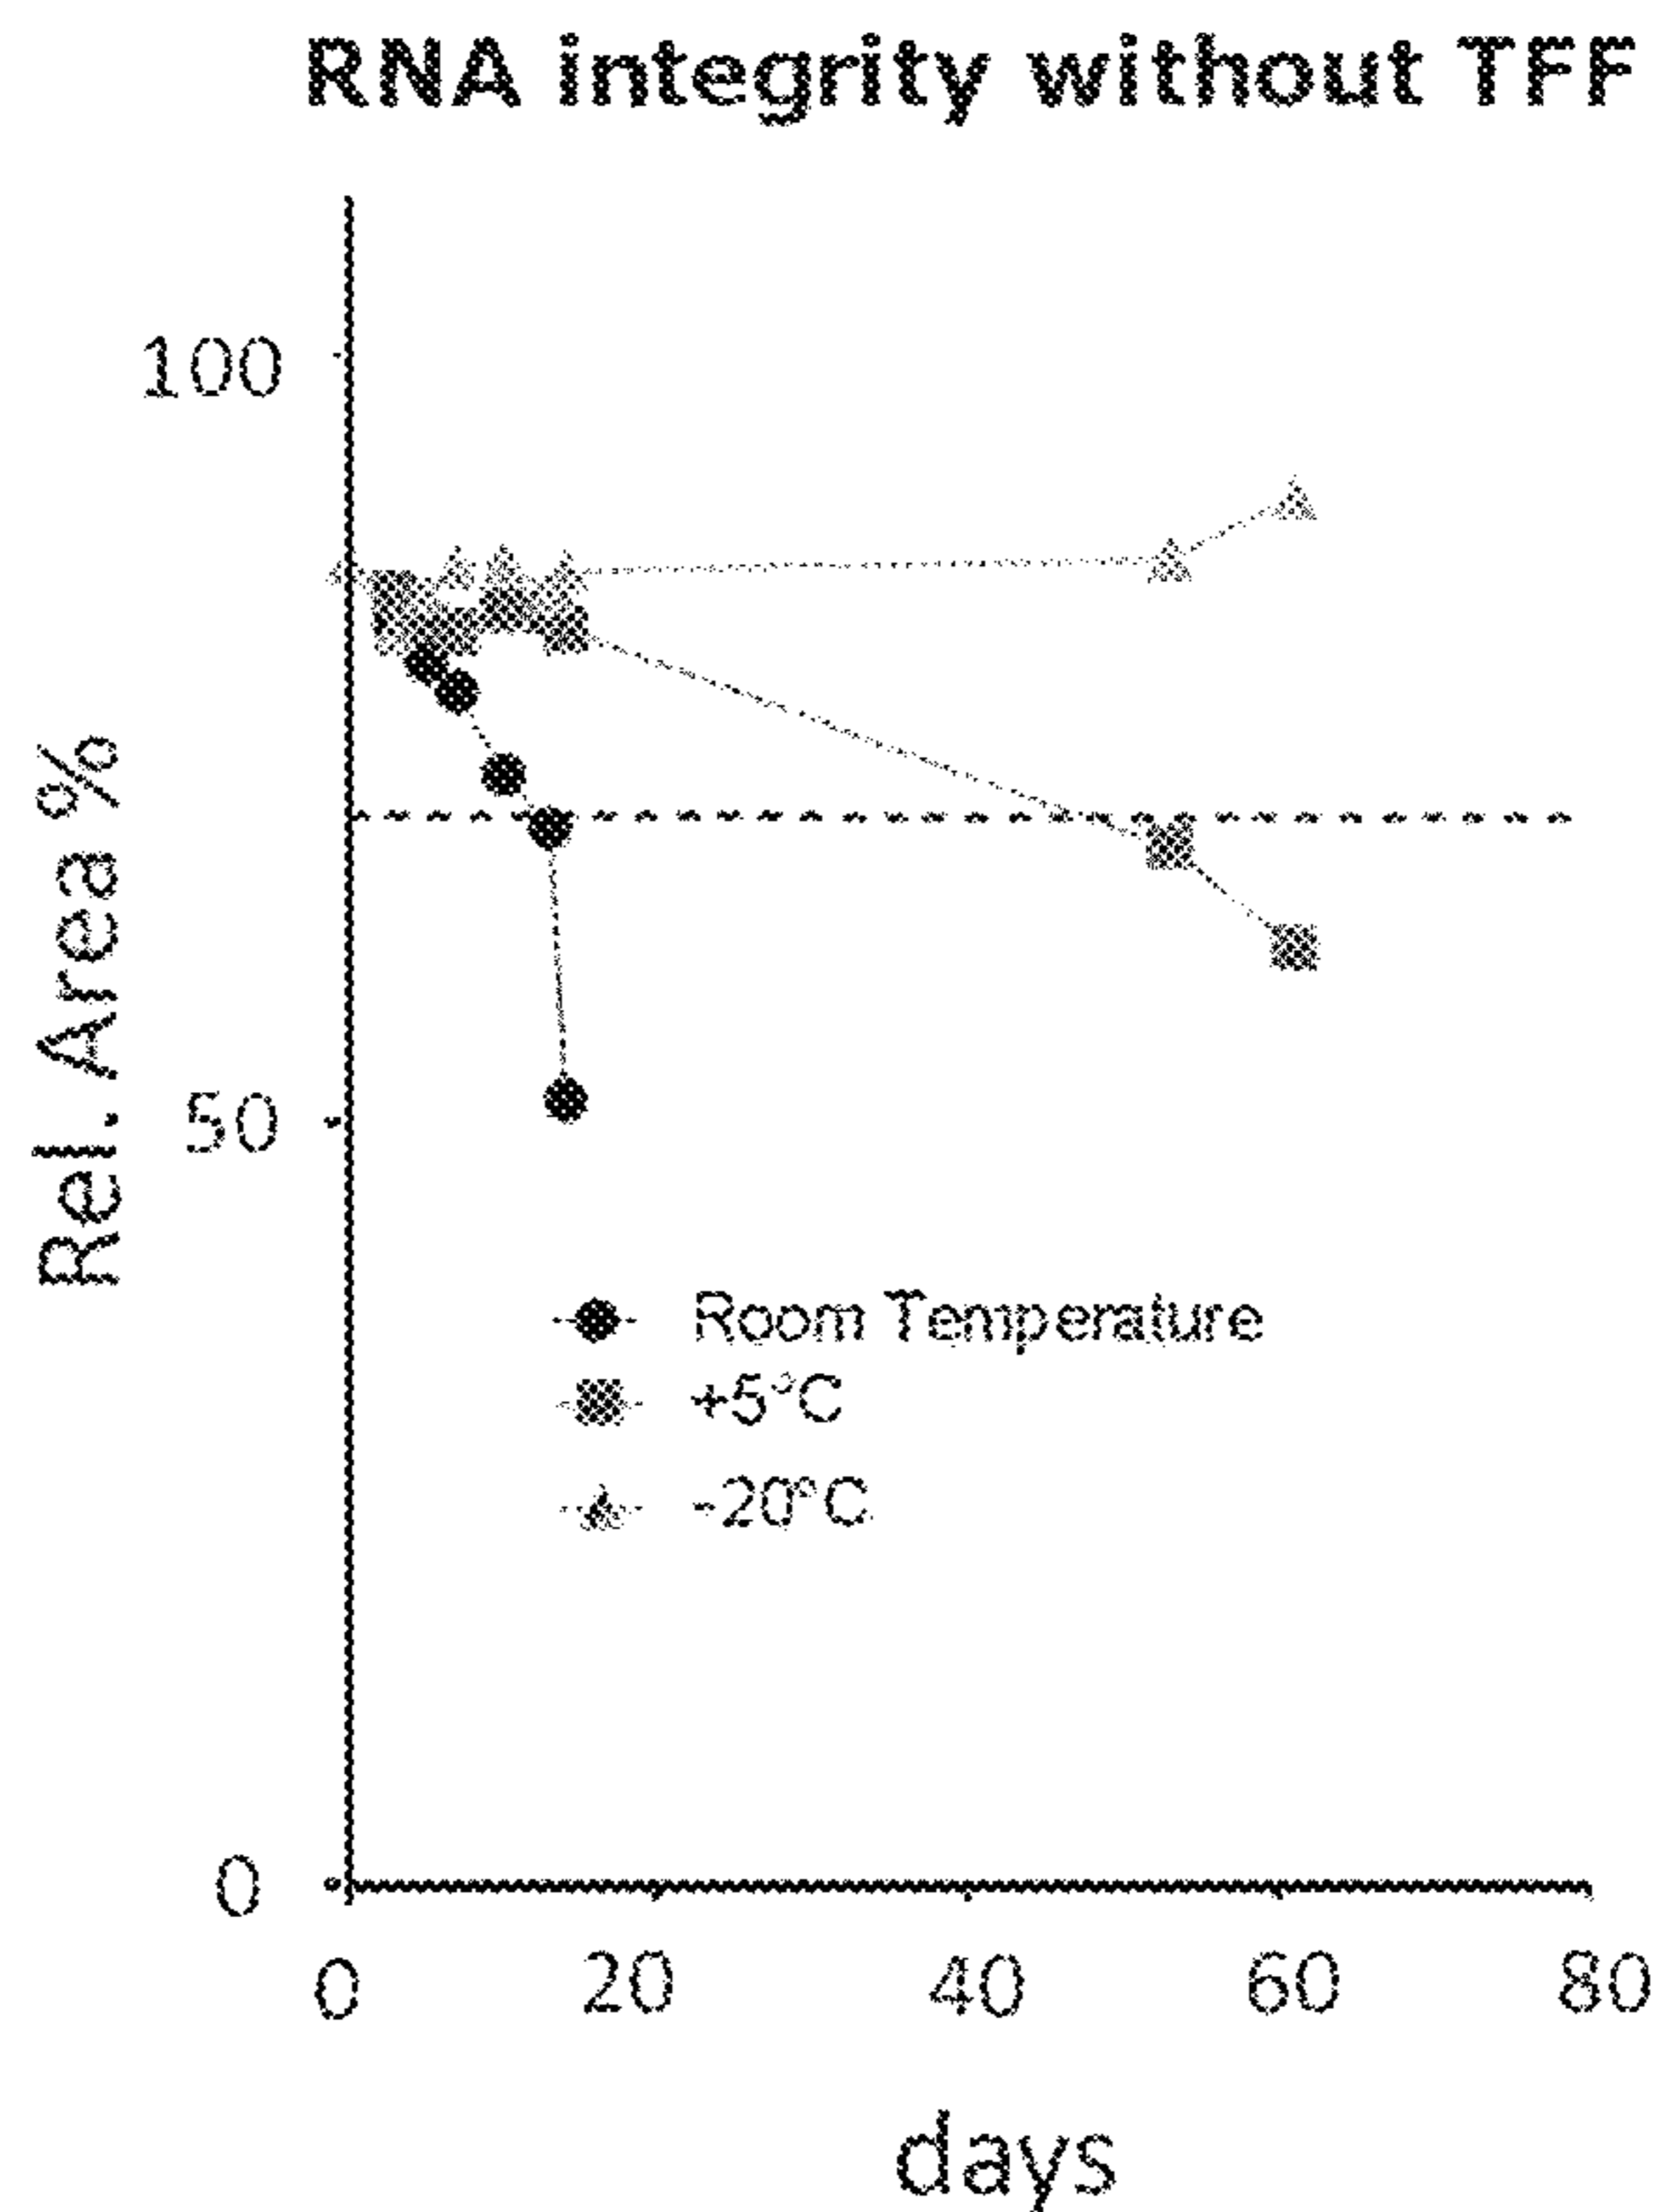 RNA integrity without TFF
100
50
0
Rel. Area %
Room Temperature
+5°C
-20°C
0 20 40 60 80
days